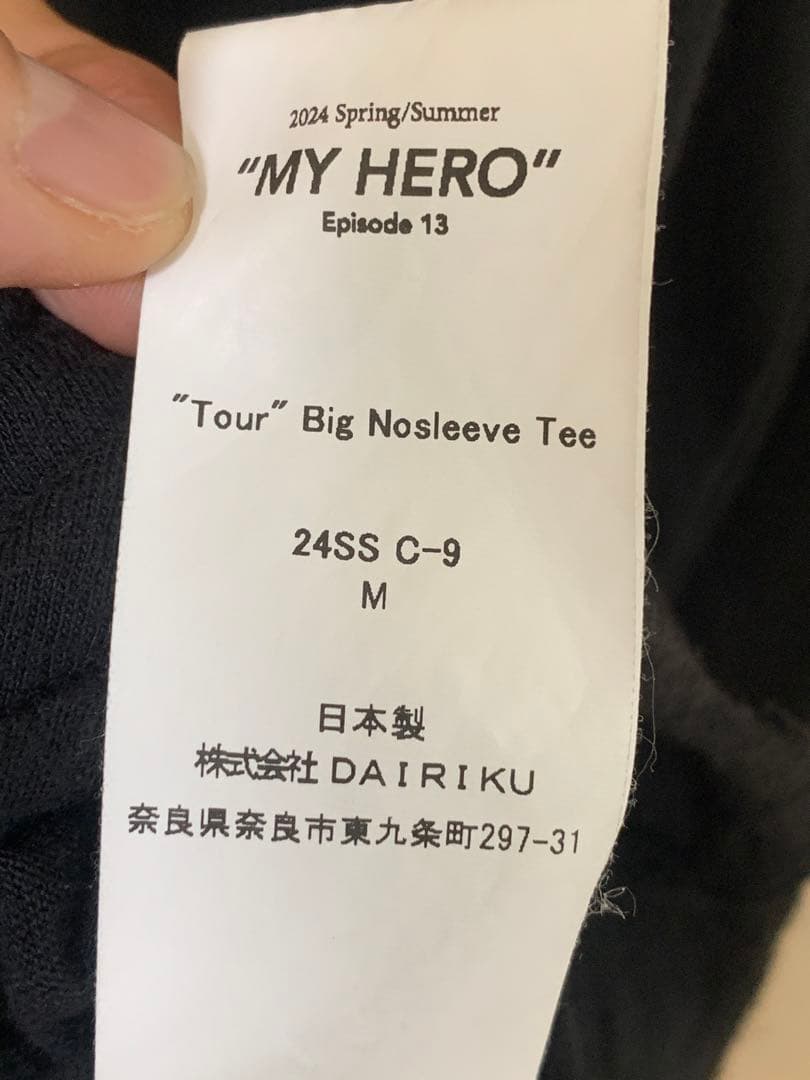 2024 Spring/Summer
"MY HERO"
Episode 13
"Tour" Big Nosleeve Tee
24SS C-9
M
日本製
株式会社 DAIRIKU
奈良県奈良市東九条町297-31